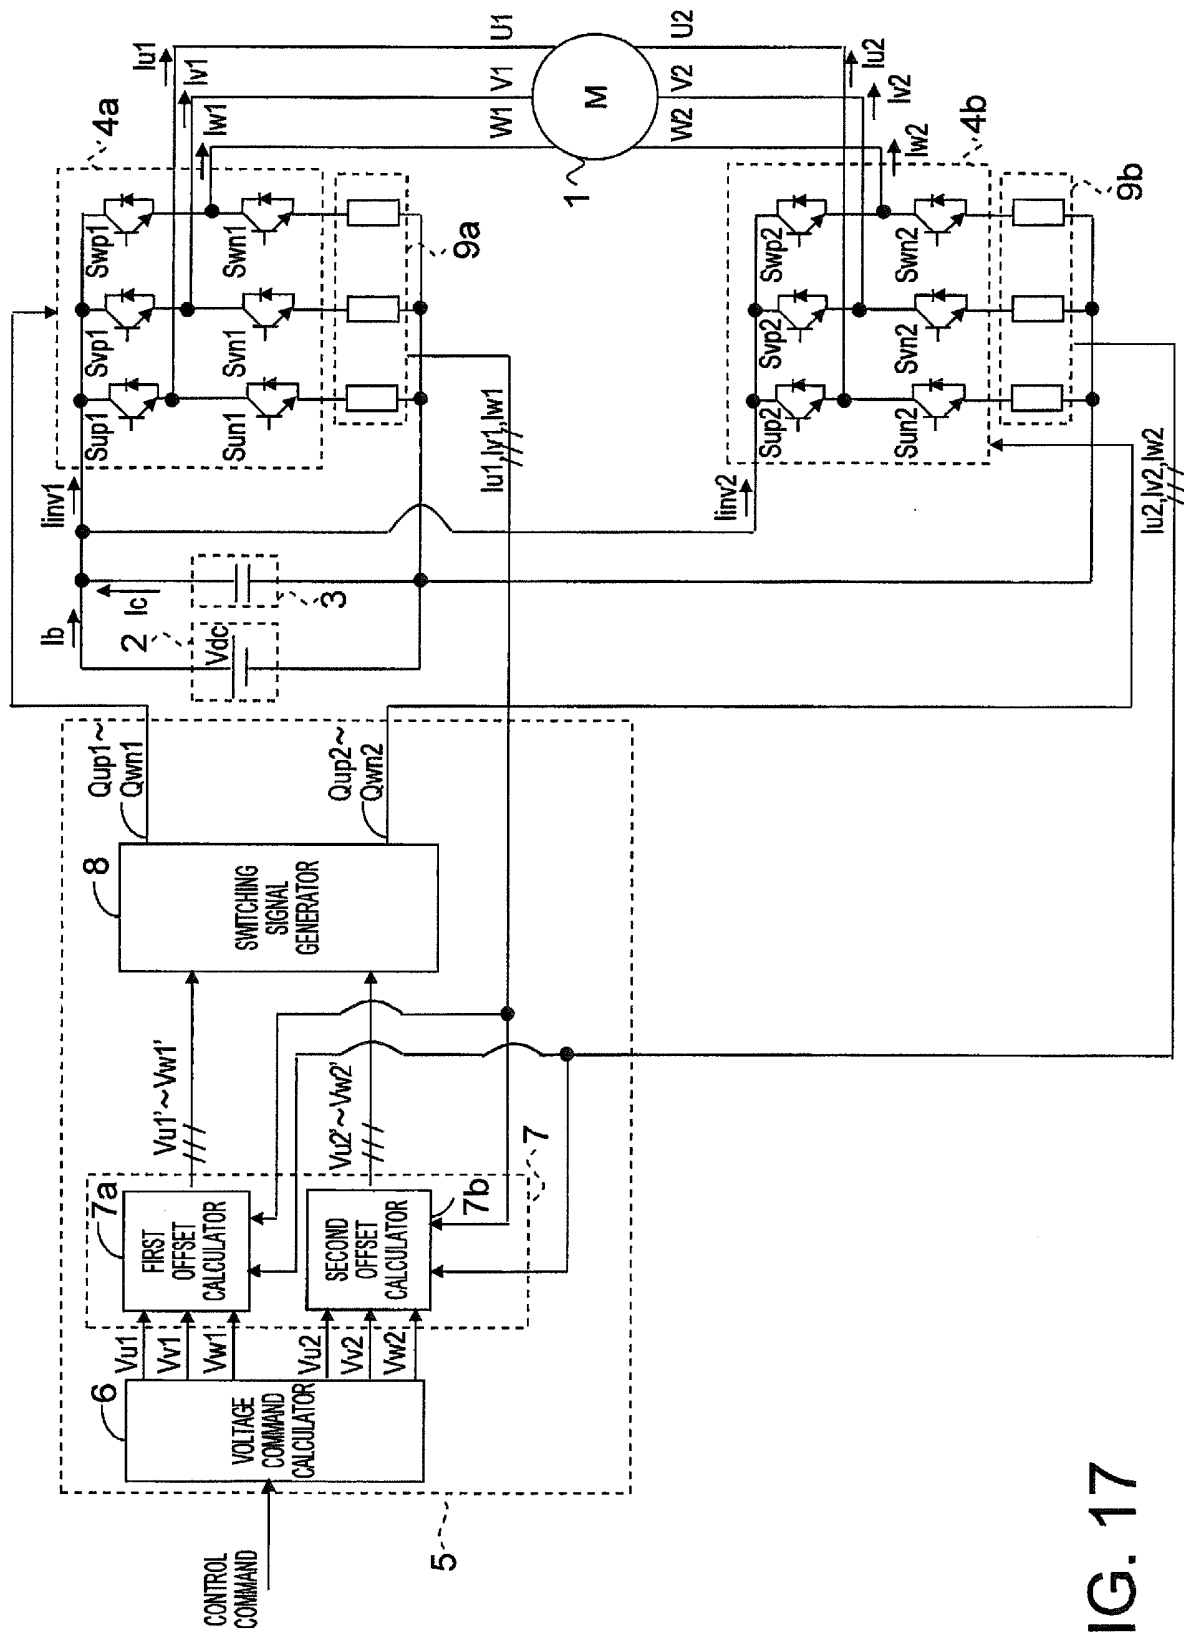 CONTROL
COMMAND
5
6
VOLTAGE
COMMAND
CALCULATOR
Vu1
Vv1
Vw1
Vu2
Vv2
Vw2
7a
FIRST
OFFSET
CALCULATOR
SECOND
OFFSET
CALCULATOR
7b
7
Vu1'~Vw1'
Vu2'~Vw2'
8
SWITCHING
SIGNAL
GENERATOR
Qup1~
Qwn1
Qup2~
Qwn2
2
Vdc
Ib
Ic
3
Iinv1
Iinv2
Iu1,Iv1,Iw1
Iu2,Iv2,Iw2
4a
Sup1
Svp1
Swp1
Sun1
Svn1
Swn1
9a
Iu1
Iv1
Iw1
U1
V1
W1
M
1
U2
V2
W2
Iu2
Iv2
Iw2
4b
Sup2
Svp2
Swp2
Sun2
Svn2
Swn2
9b
IG. 17